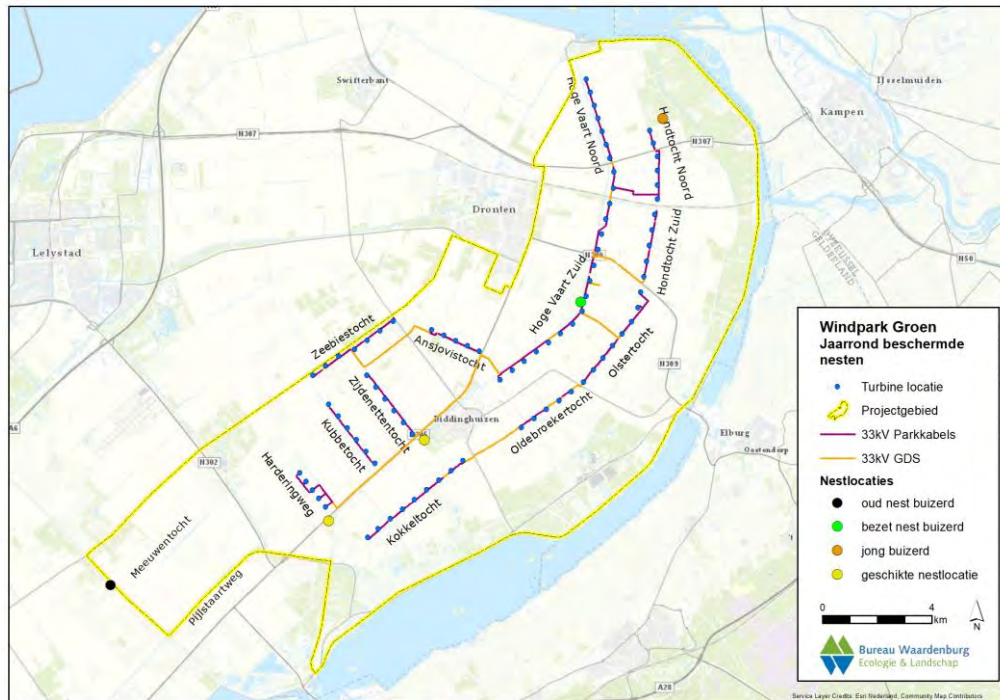 Swifterbant
IJsselmuiden
Kampen
N307
N307
Hoge Vaart Noord
Hondtocht Noord
Dronten
Lelystad
N50
Hondtocht Zuid
Hoge Vaart Zuid
Zeebiestocht
Ansjovistocht
Olstertocht
N309
Zijdenettentocht
Kubbetocht
Biddinghuizen
Oldebroekertocht
Elburg
Oostendorp
A6
N302
Harderingweg
Kokkeltocht
Meeuwentocht
Pijlstaartweg
A28
Windpark Groen
Jaarrond beschermde
nesten
Turbine locatie
Projectgebied
33kV Parkkabels
33kV GDS
Nestlocaties
oud nest buizerd
bezet nest buizerd
jong buizerd
geschikte nestlocatie
0 4
km
N
Bureau Waardenburg
Ecologie & Landschap
Service Layer Credits: Esri Nederland, Community Map Contributors